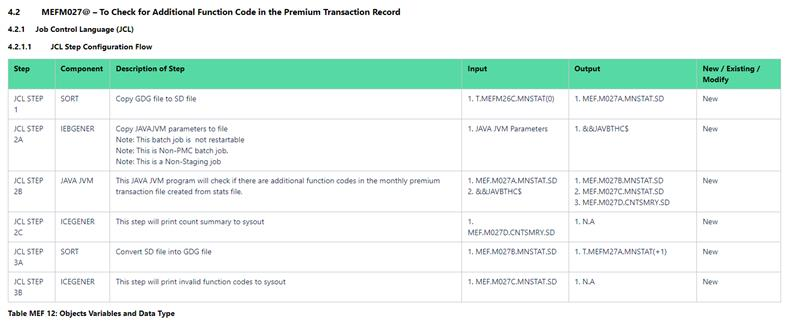 4.2 MEFM027@ – To Check for Additional Function Code in the Premium Transaction Record
4.2.1 Job Control Language (JCL)
4.2.1.1 JCL Step Configuration Flow
Step Component Description of Step Input Output New / Existing / Modify
JCL STEP 1 SORT Copy GDG file to SD file 1. T.MEFM26C.MNSTAT(0) 1. MEF.M027A.MNSTAT.SD New
JCL STEP 2A IEBGENER Copy JAVAJVM parameters to file 1. JAVA JVM Parameters 1. &&JAVBTHC$ New
Note: This batch job is not restartable
Note: This is Non-PMC batch job.
Note: This is a Non-Staging job
JCL STEP 2B JAVA JVM This JAVA JVM program will check if there are additional function codes in the monthly premium transaction file created from stats file. 1. MEF.M027A.MNSTAT.SD 1. MEF.M027B.MNSTAT.SD New
2. &&JAVBTHC$ 2. MEF.M027C.MNSTAT.SD
3. MEF.M027D.CNTSMRY.SD
JCL STEP 2C ICEGENER This step will print count summary to sysout 1. MEF.M027D.CNTSMRY.SD 1. N.A New
JCL STEP 3A SORT Convert SD file into GDG file 1. MEF.M027B.MNSTAT.SD 1. T.MEFM27A.MNSTAT(+1) New
JCL STEP 3B ICEGENER This step will print invalid function codes to sysout 1. MEF.M027C.MNSTAT.SD 1. N.A New
Table MEF 12: Objects Variables and Data Type